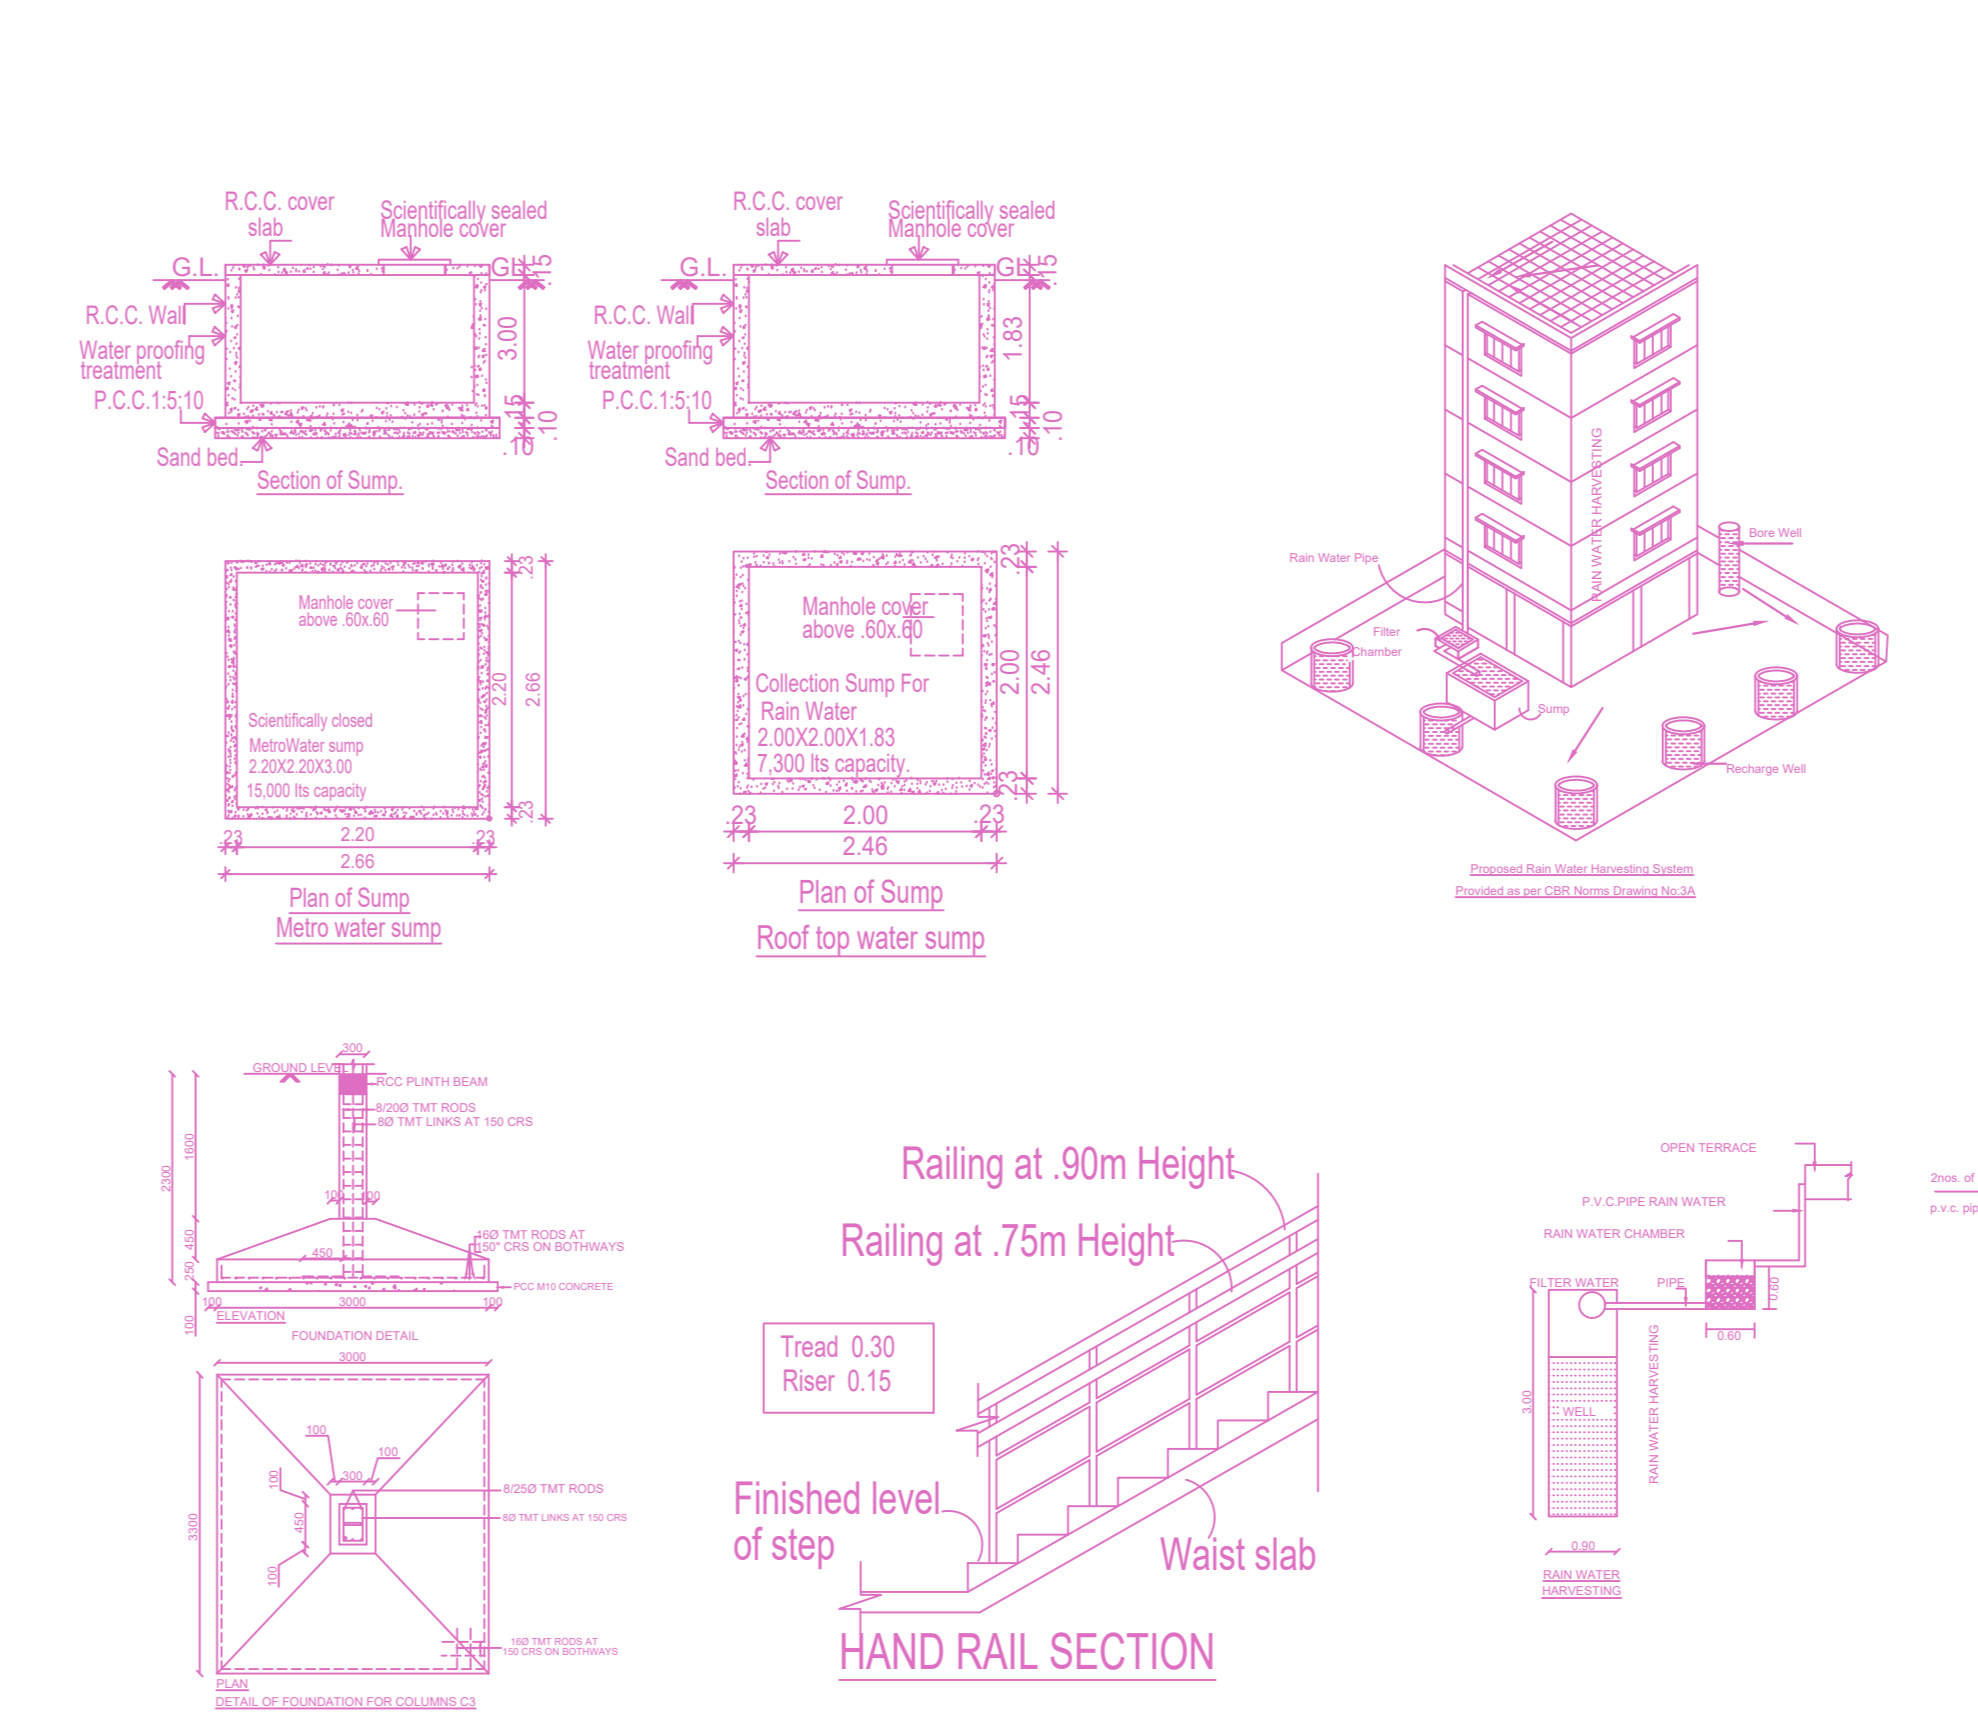 R.C.C. cover
slab
Scientifically sealed
Manhole cover
G.L.
GL
.15
R.C.C. Wall
Water proofing
treatment
3.00
P.C.C.1:5:10
.15
.10
.10
Sand bed.
Section of Sump.
R.C.C. cover
slab
Scientifically sealed
Manhole cover
G.L.
GL
.15
R.C.C. Wall
Water proofing
treatment
1.83
P.C.C.1:5:10
.15
.10
.10
Sand bed.
Section of Sump.
Manhole cover
above .60x.60
Scientifically closed
MetroWater sump
2.20X2.20X3.00
15,000 lts capacity
.23
2.20
2.66
.23
.23
2.20
.23
2.66
Plan of Sump
Metro water sump
Manhole cover
above .60x.60
Collection Sump For
Rain Water
2.00X2.00X1.83
7,300 lts capacity.
.23
2.00
2.46
.23
.23
2.00
.23
2.46
Plan of Sump
Roof top water sump
RAIN WATER HARVESTING
Bore Well
Rain Water Pipe
Filter
Chamber
Sump
Recharge Well
Proposed Rain Water Harvesting System
Provided as per CBR Norms Drawing No:3A
300
GROUND LEVEL
RCC PLINTH BEAM
8/20Ø TMT RODS
8Ø TMT LINKS AT 150 CRS
1600
2300
100
100
450
16Ø TMT RODS AT
150" CRS ON BOTHWAYS
450
250
PCC M10 CONCRETE
100
3000
100
100
ELEVATION
FOUNDATION DETAIL
3000
100
100
300
100
450
100
3300
8/25Ø TMT RODS
8Ø TMT LINKS AT 150 CRS
16Ø TMT RODS AT
150 CRS ON BOTHWAYS
PLAN
DETAIL OF FOUNDATION FOR COLUMNS C3
Railing at .90m Height
Railing at .75m Height
Tread 0.30
Riser 0.15
Finished level
of step
Waist slab
HAND RAIL SECTION
OPEN TERRACE
P.V.C.PIPE RAIN WATER
RAIN WATER CHAMBER
FILTER WATER
PIPE
0.60
0.60
RAIN WATER HARVESTING
3.00
WELL
0.90
RAIN WATER
HARVESTING
2nos. of
p.v.c. pip